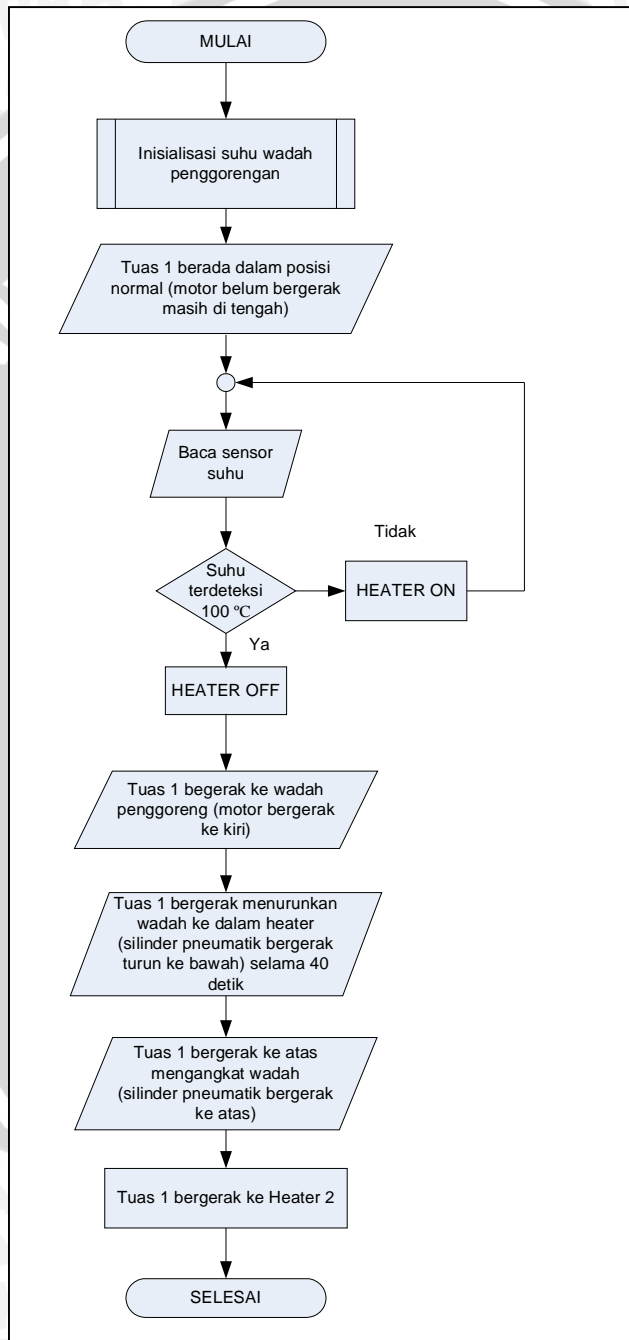 MULAI
Inisialisasi suhu wadah
penggorengan
Tuas 1 berada dalam posisi
normal (motor belum bergerak
masih di tengah)
Baca sensor
suhu
Tidak
Suhu
terdeteksi
100 ºC
HEATER ON
Ya
HEATER OFF
Tuas 1 begerak ke wadah
penggoreng (motor bergerak
ke kiri)
Tuas 1 bergerak menurunkan
wadah ke dalam heater
(silinder pneumatik bergerak
turun ke bawah) selama 40
detik
Tuas 1 bergerak ke atas
mengangkat wadah
(silinder pneumatik bergerak
ke atas)
Tuas 1 bergerak ke Heater 2
SELESAI